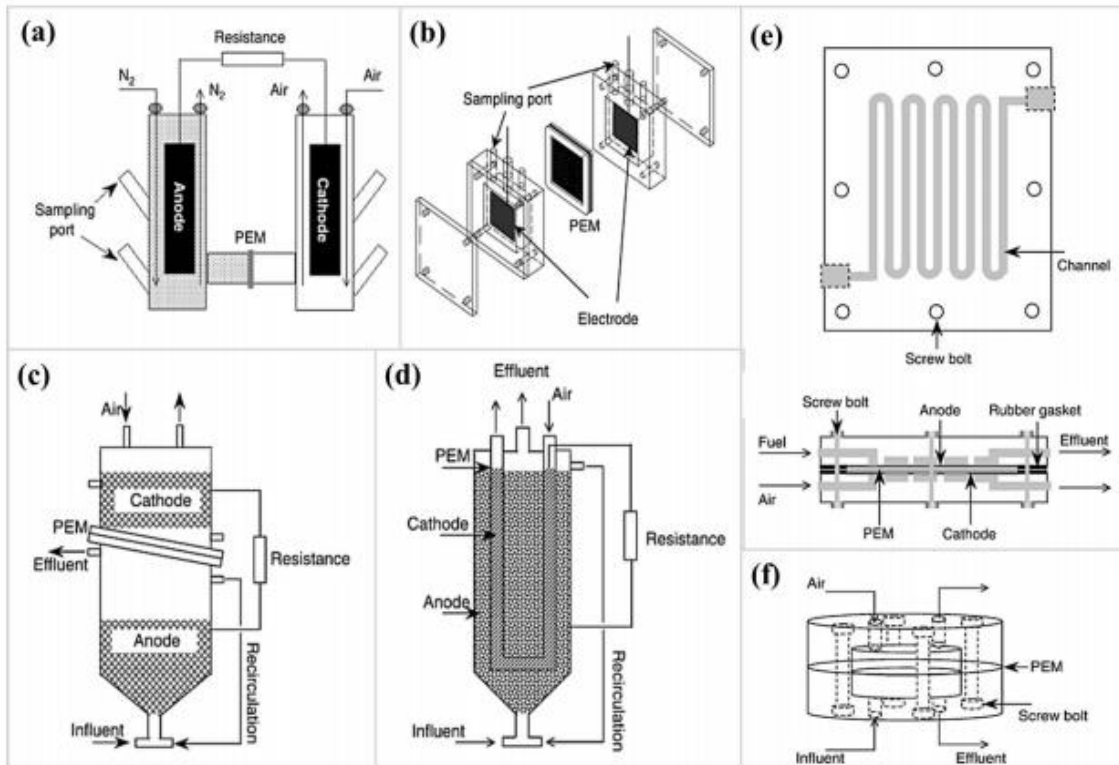 (a)
Resistance
N2
N2
Air
Air
Anode
Cathode
Sampling
port
PEM
(b)
Sampling port
PEM
Electrode
(c)
Air
Cathode
PEM
Effluent
Resistance
Anode
Recirculation
Influent
(d)
Effluent
Air
PEM
Cathode
Resistance
Anode
Recirculation
Influent
(e)
Channel
Screw bolt
Screw bolt
Anode
Rubber gasket
Fuel
Effluent
Air
PEM
Cathode
(f)
Air
PEM
Screw bolt
Influent
Effluent